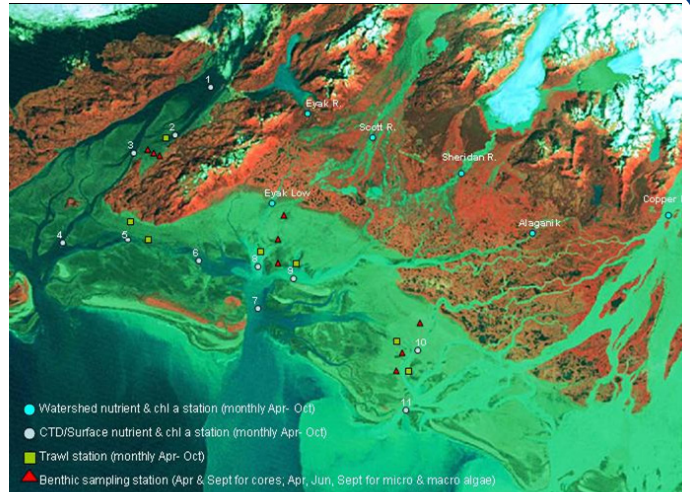 1
Eyak R.
2
Scott R.
3
Sheridan R.
Eyak Low
Copper
Alaganik
4
5
6
8
9
7
10
11
Watershed nutrient & chl a station (monthly Apr- Oct)
CTD/Surface nutrient & chl a station (monthly Apr- Oct)
Trawl station (monthly Apr- Oct)
Benthic sampling station (Apr & Sept for cores, Apr, Jun, Sept for micro & macro algae)